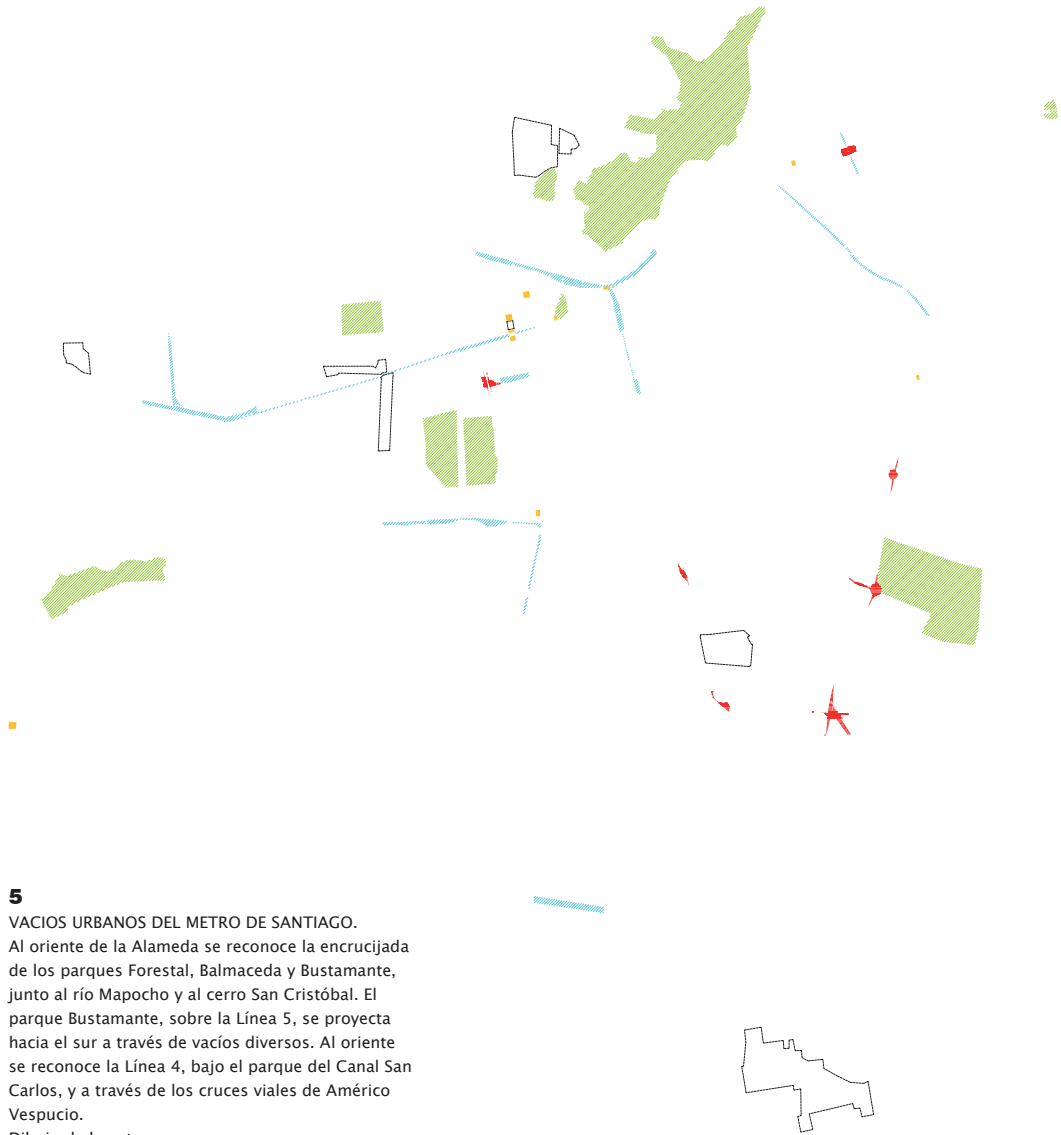 5
VACIOS URBANOS DEL METRO DE SANTIAGO.
Al oriente de la Alameda se reconoce la encrucijada
de los parques Forestal, Balmaceda y Bustamante,
junto al río Mapocho y al cerro San Cristóbal. El
parque Bustamante, sobre la Línea 5, se proyecta
hacia el sur a través de vacíos diversos. Al oriente
se reconoce la Línea 4, bajo el parque del Canal San
Carlos, y a través de los cruces viales de Américo
Vespucio.